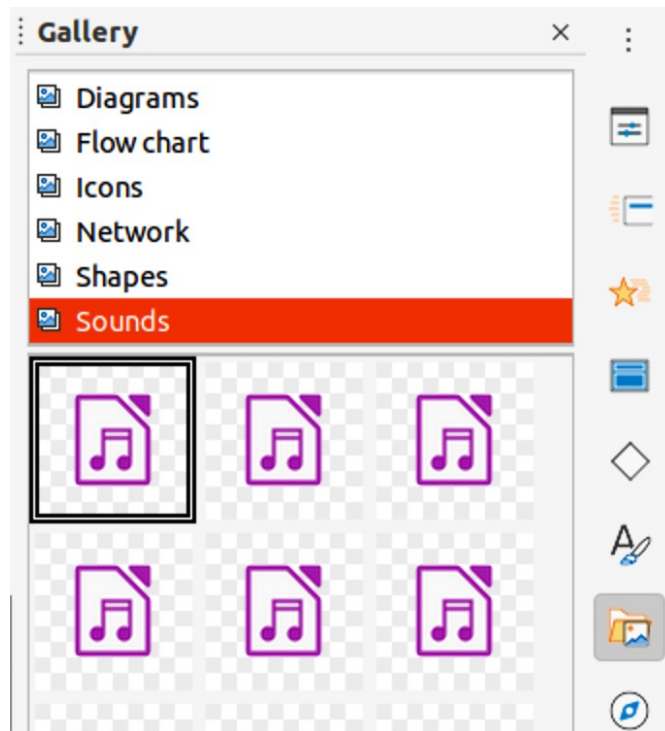 Gallery
Diagrams
Flow chart
Icons
Network
Shapes
Sounds